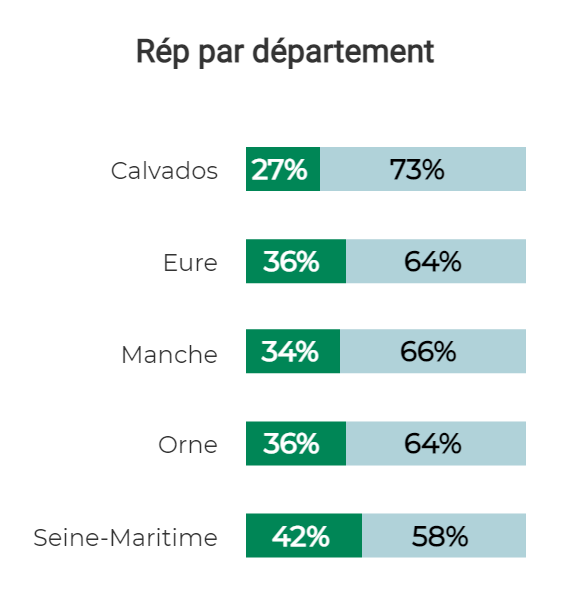 Rép par département
Calvados 27% 73%
Eure 36% 64%
Manche 34% 66%
Orne 36% 64%
Seine-Maritime 42% 58%